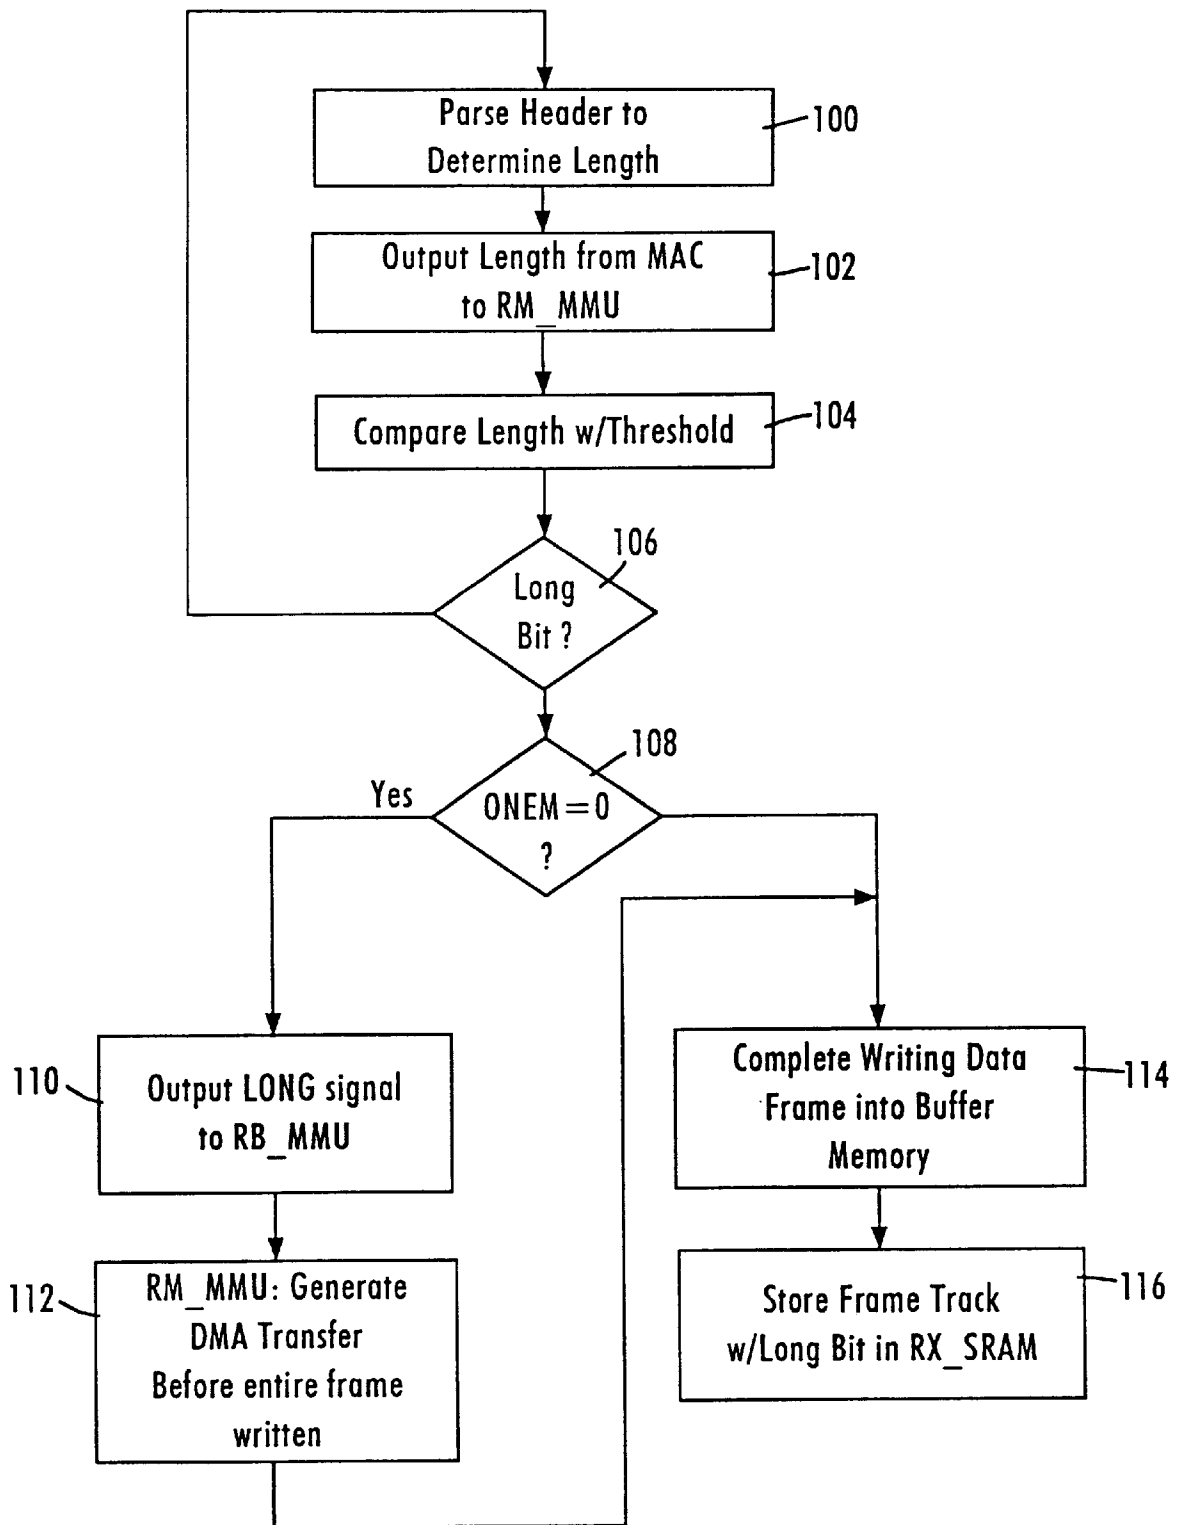 Parse Header to
Determine Length
100
Output Length from MAC
to RM_MMU
102
Compare Length w/Threshold
104
106
Long
Bit ?
108
Yes
ONEM=0
?
110
Output LONG signal
to RB_MMU
Complete Writing Data
Frame into Buffer
Memory
114
112
RM_MMU: Generate
DMA Transfer
Before entire frame
written
Store Frame Track
w/Long Bit in RX_SRAM
116